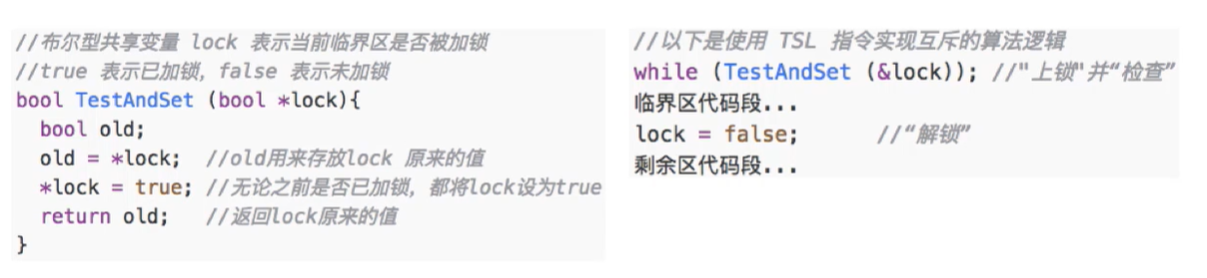 //布尔型共享变量 lock 表示当前临界区是否被加锁
//true 表示已加锁，false 表示未加锁
bool TestAndSet (bool *lock){
  bool old;
  old = *lock;  //old用来存放lock 原来的值
  *lock = true; //无论之前是否已加锁，都将lock设为true
  return old;   //返回lock原来的值
}
//以下是使用 TSL 指令实现互斥的算法逻辑
while (TestAndSet (&lock)); //"上锁"并“检查”
临界区代码段...
lock = false;      //“解锁”
剩余区代码段...